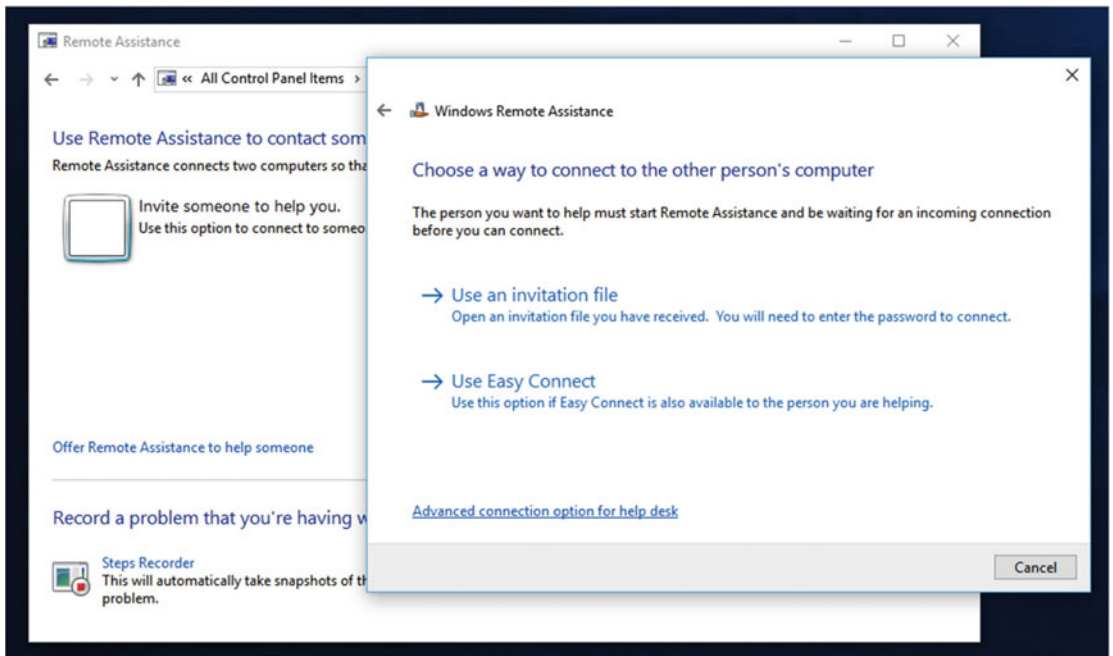 Remote Assistance
« All Control Panel Items >
Use Remote Assistance to contact som
Remote Assistance connects two computers so tha
Invite someone to help you.
Use this option to connect to someo
Offer Remote Assistance to help someone
Record a problem that you're having w
Steps Recorder
This will automatically take snapshots of th
problem.
Windows Remote Assistance
Choose a way to connect to the other person's computer
The person you want to help must start Remote Assistance and be waiting for an incoming connection
before you can connect.
Use an invitation file
Open an invitation file you have received. You will need to enter the password to connect.
Use Easy Connect
Use this option if Easy Connect is also available to the person you are helping.
Advanced connection option for help desk
Cancel